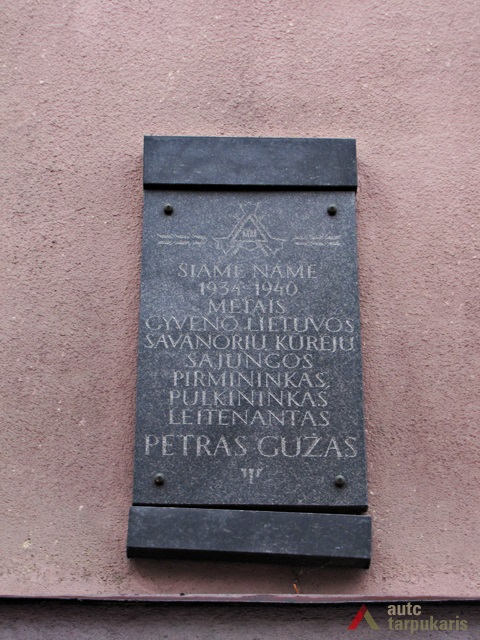 ŠIAME NAME
1934-1940
METAIS
GYVENO LIETUVOS
SAVANORIŲ KŪRĖJŲ
SĄJUNGOS
PIRMININKAS,
PULKININKAS
LEITENANTAS
PETRAS GUŽAS
autc
tarpukaris